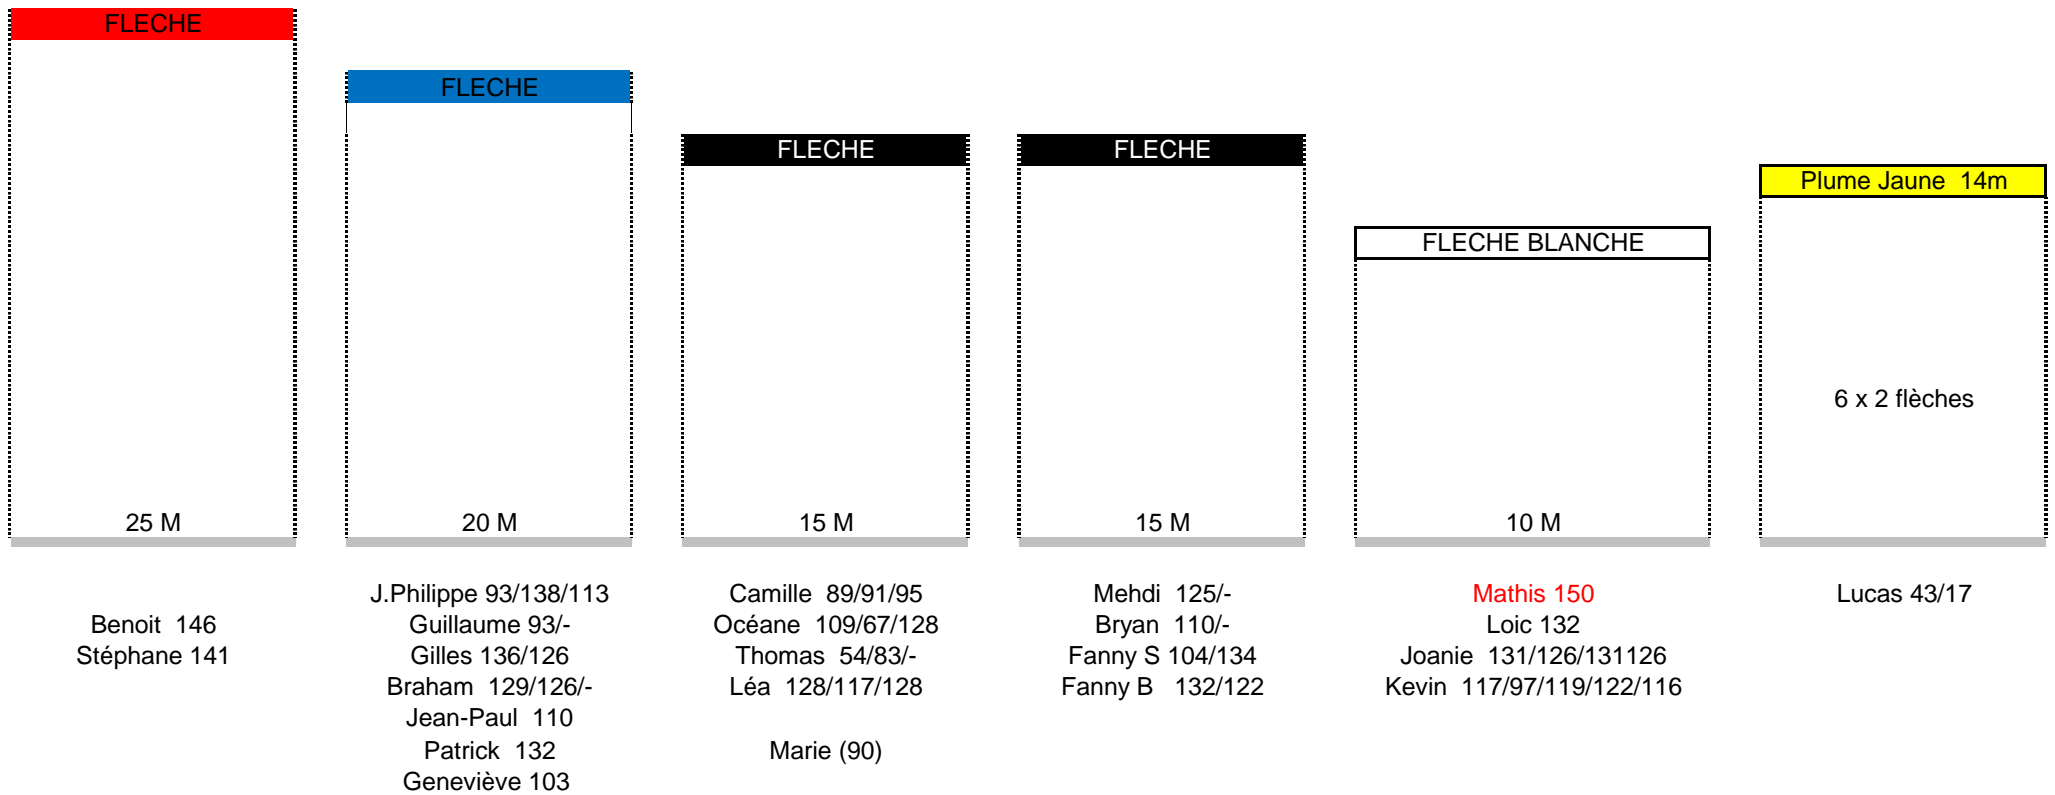 FLECHE
FLECHE
FLECHE
FLECHE
Plume Jaune 14m
FLECHE BLANCHE
6 x 2 flèches
25 M
20 M
15 M
15 M
10 M
Benoit 146
Stéphane 141
J.Philippe 93/138/113
Guillaume 93/-
Gilles 136/126
Braham 129/126/-
Jean-Paul 110
Patrick 132
Geneviève 103
Camille 89/91/95
Océane 109/67/128
Thomas 54/83/-
Léa 128/117/128
Marie (90)
Mehdi 125/-
Bryan 110/-
Fanny S 104/134
Fanny B 132/122
Mathis 150
Loic 132
Joanie 131/126/131126
Kevin 117/97/119/122/116
Lucas 43/17